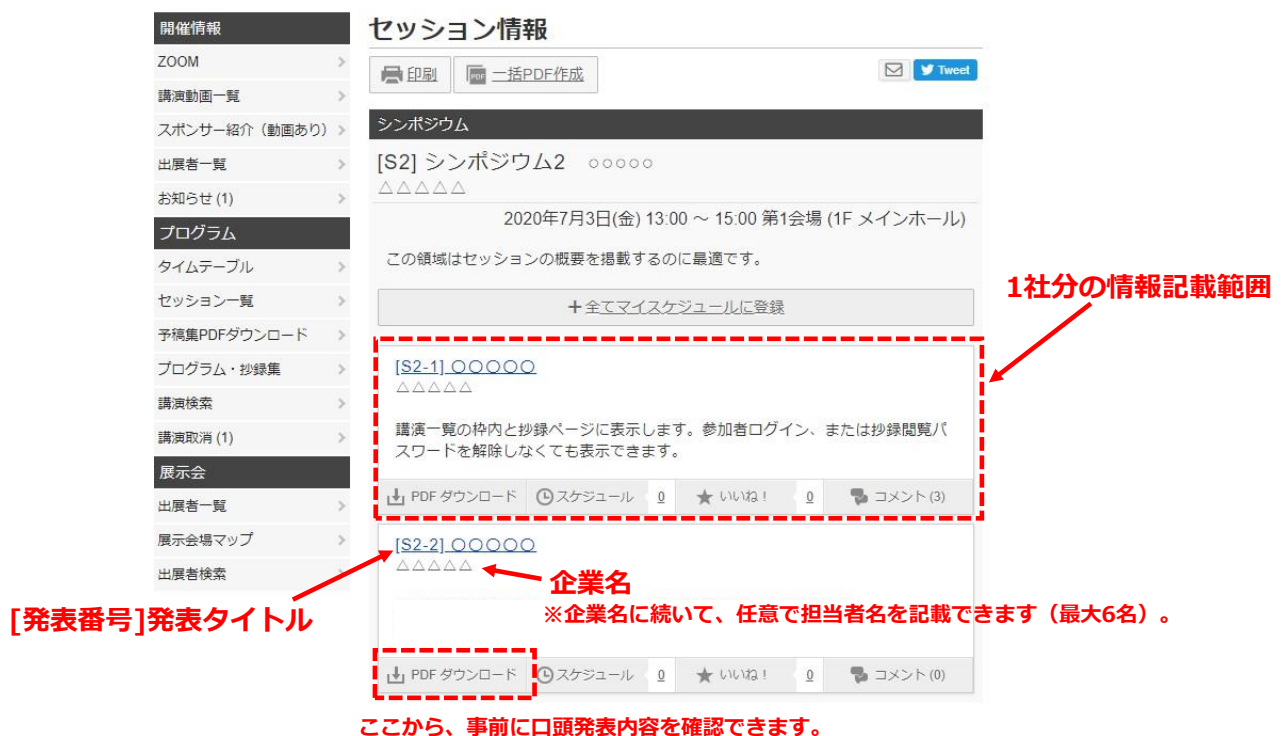 開催情報
ZOOM
講演動画一覧
スポンサー紹介（動画あり）
出展者一覧
お知らせ (1)
プログラム
タイムテーブル
セッション一覧
予稿集PDFダウンロード
プログラム・抄録集
講演検索
講演取消 (1)
展示会
出展者一覧
展示会場マップ
出展者検索
セッション情報
印刷
PDF 一括PDF作成
Tweet
シンポジウム
[S2] シンポジウム2 ○○○○○
△△△△△
2020年7月3日(金) 13:00 ～ 15:00 第1会場 (1F メインホール)
この領域はセッションの概要を掲載するのに最適です。
+全てマイスケジュールに登録
1社分の情報記載範囲
[S2-1] ○○○○○
△△△△△
講演一覧の枠内と抄録ページに表示します。参加者ログイン、または抄録閲覧パ
スワードを解除しなくても表示できます。
PDF ダウンロード スケジュール 0 ★ いいね！ 0 コメント (3)
[S2-2] ○○○○○
△△△△△
企業名
※企業名に続いて、任意で担当者名を記載できます（最大6名）。
[発表番号]発表タイトル
PDF ダウンロード スケジュール 0 ★ いいね！ 0 コメント (0)
ここから、事前に口頭発表内容を確認できます。